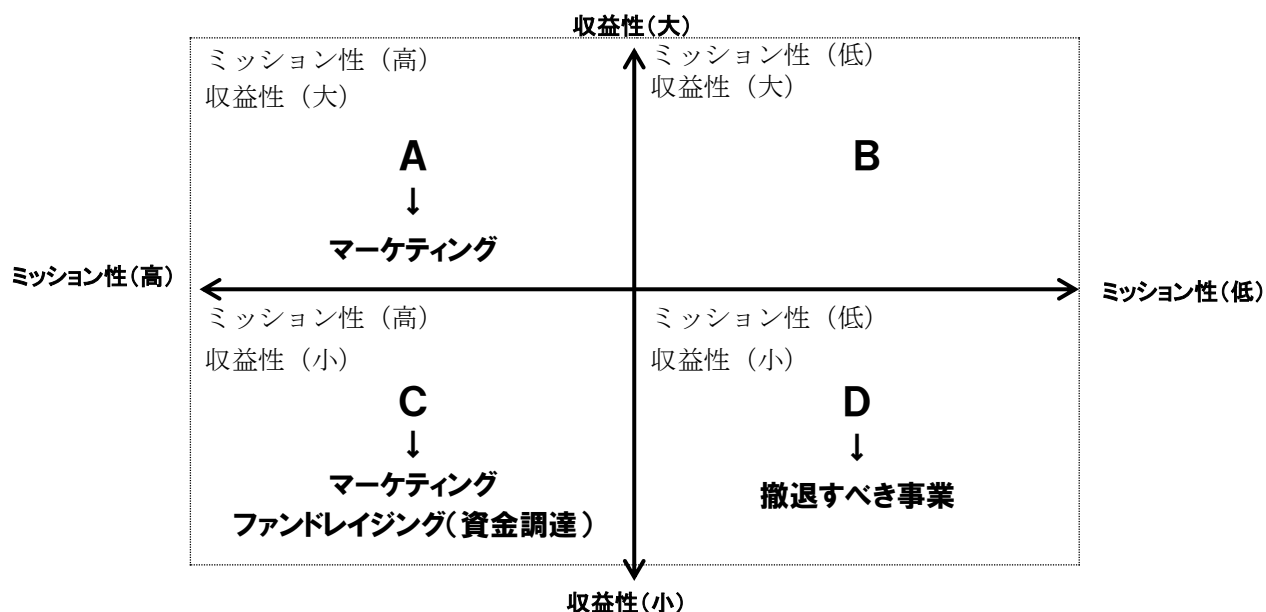 収益性(大)
ミッション性（高）
収益性（大）
A
↓
マーケティング
ミッション性（低）
収益性（大）
B
ミッション性(高)
ミッション性(低)
ミッション性（高）
収益性（小）
C
↓
マーケティング
ファンドレイジング(資金調達)
ミッション性（低）
収益性（小）
D
↓
撤退すべき事業
収益性(小)